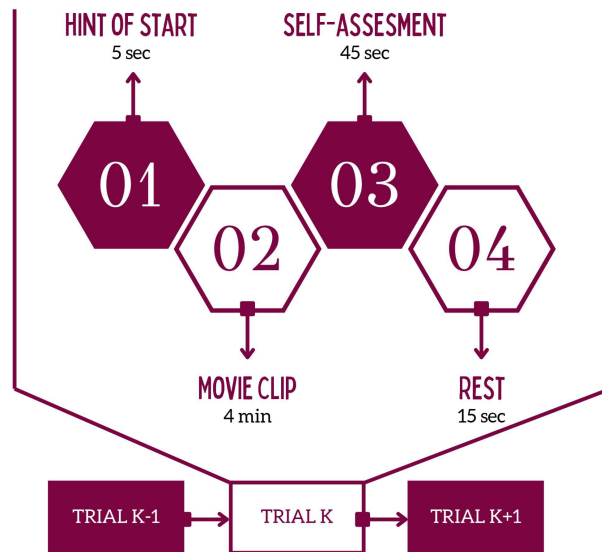 HINT OF START
5 sec
SELF-ASSESMENT
45 sec
01
02
03
04
MOVIE CLIP
4 min
REST
15 sec
TRIAL K-1
TRIAL K
TRIAL K+1